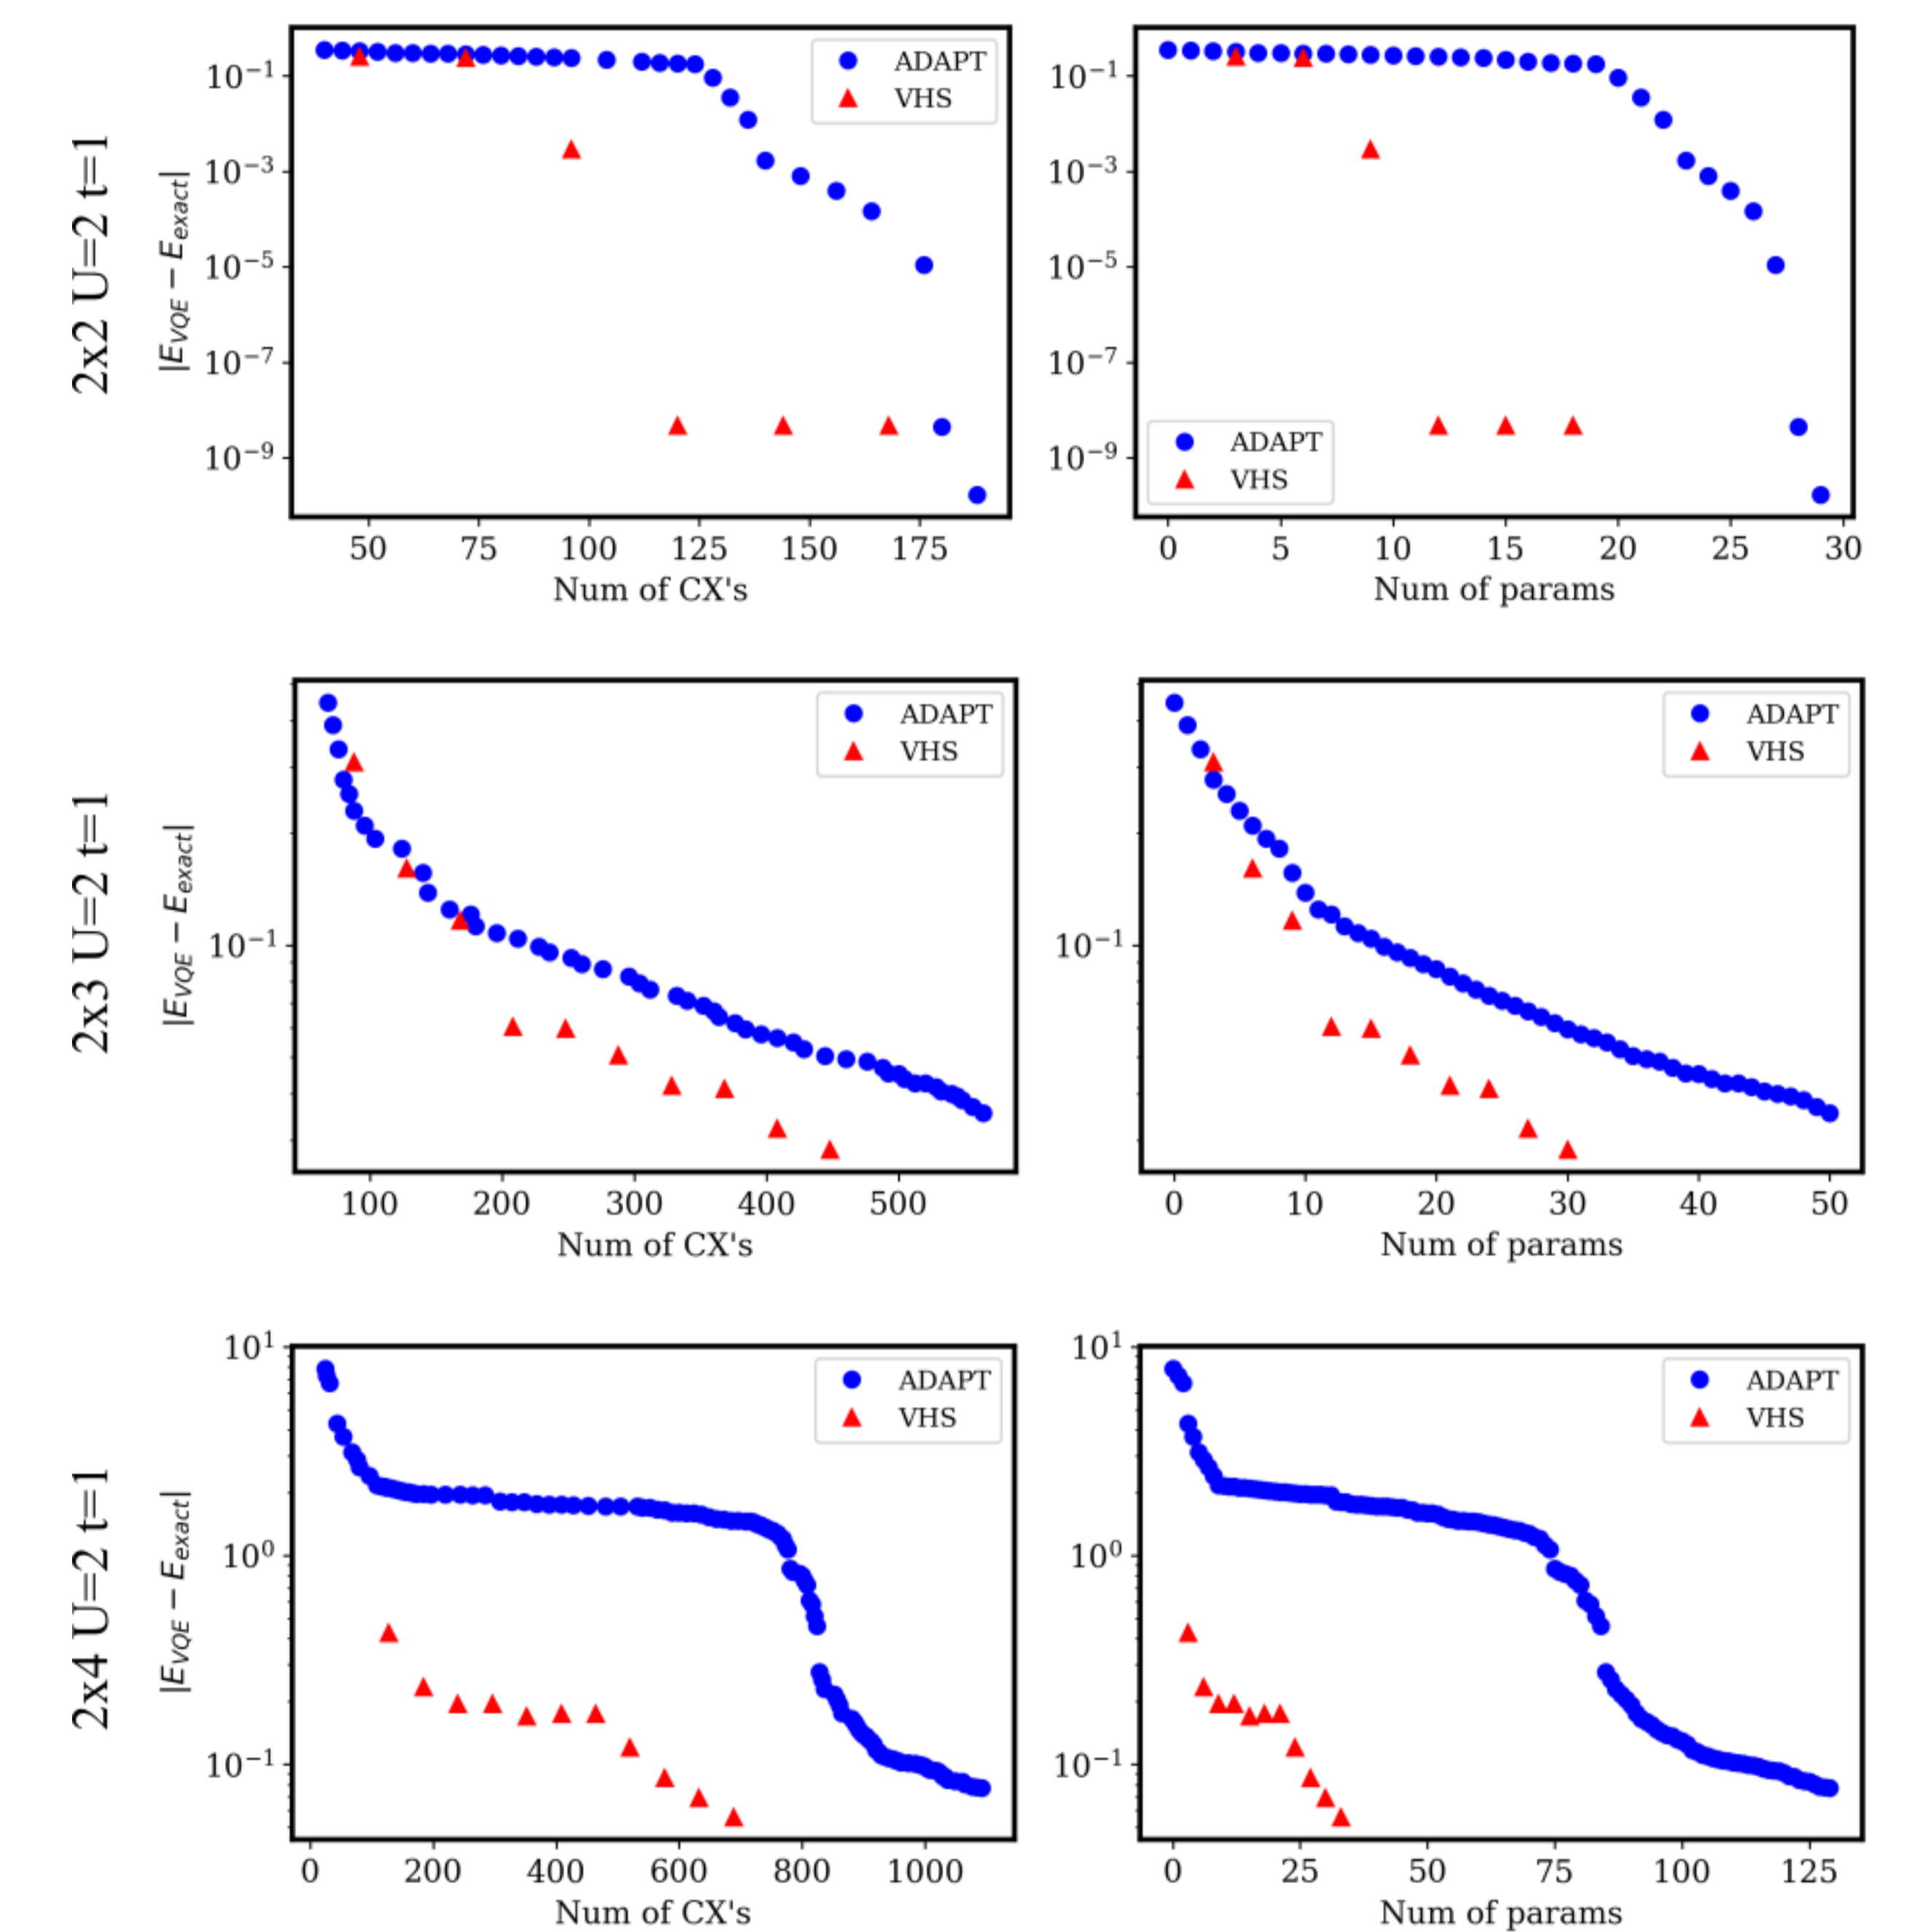 2x2 U=2 t=1
|E_VQE − E_exact|
10^-1
10^-3
10^-5
10^-7
10^-9
ADAPT
VHS
50 75 100 125 150 175
Num of CX's
10^-1
10^-3
10^-5
10^-7
10^-9
ADAPT
VHS
0 5 10 15 20 25 30
Num of params
2x3 U=2 t=1
|E_VQE − E_exact|
10^-1
ADAPT
VHS
100 200 300 400 500
Num of CX's
10^-1
ADAPT
VHS
0 10 20 30 40 50
Num of params
2x4 U=2 t=1
|E_VQE − E_exact|
10^1
10^0
10^-1
ADAPT
VHS
0 200 400 600 800 1000
Num of CX's
10^1
10^0
10^-1
ADAPT
VHS
0 25 50 75 100 125
Num of params